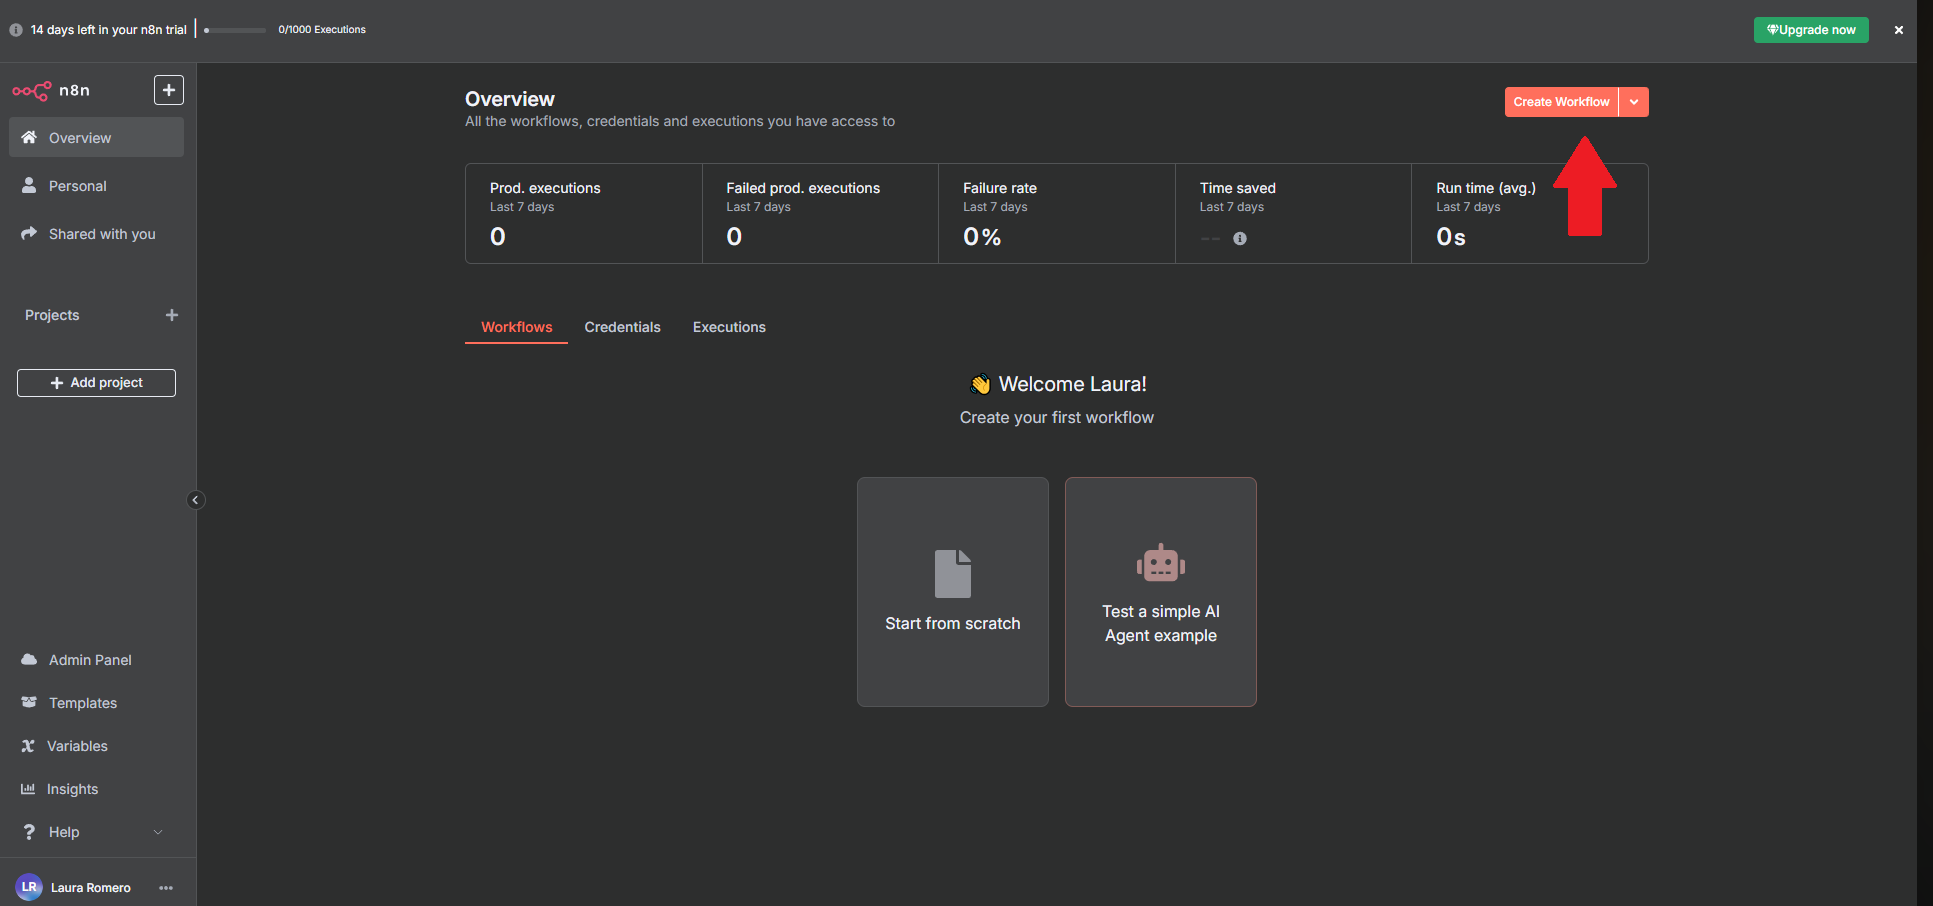 14 days left in your n8n trial
0/1000 Executions
Upgrade now
n8n
Overview
Personal
Shared with you
Projects
Add project
Admin Panel
Templates
Variables
Insights
Help
LR
Laura Romero
Overview
All the workflows, credentials and executions you have access to
Create Workflow
Prod. executions
Last 7 days
0
Failed prod. executions
Last 7 days
0
Failure rate
Last 7 days
0%
Time saved
Last 7 days
--
Run time (avg.)
Last 7 days
0s
Workflows
Credentials
Executions
👋 Welcome Laura!
Create your first workflow
Start from scratch
Test a simple AI
Agent example